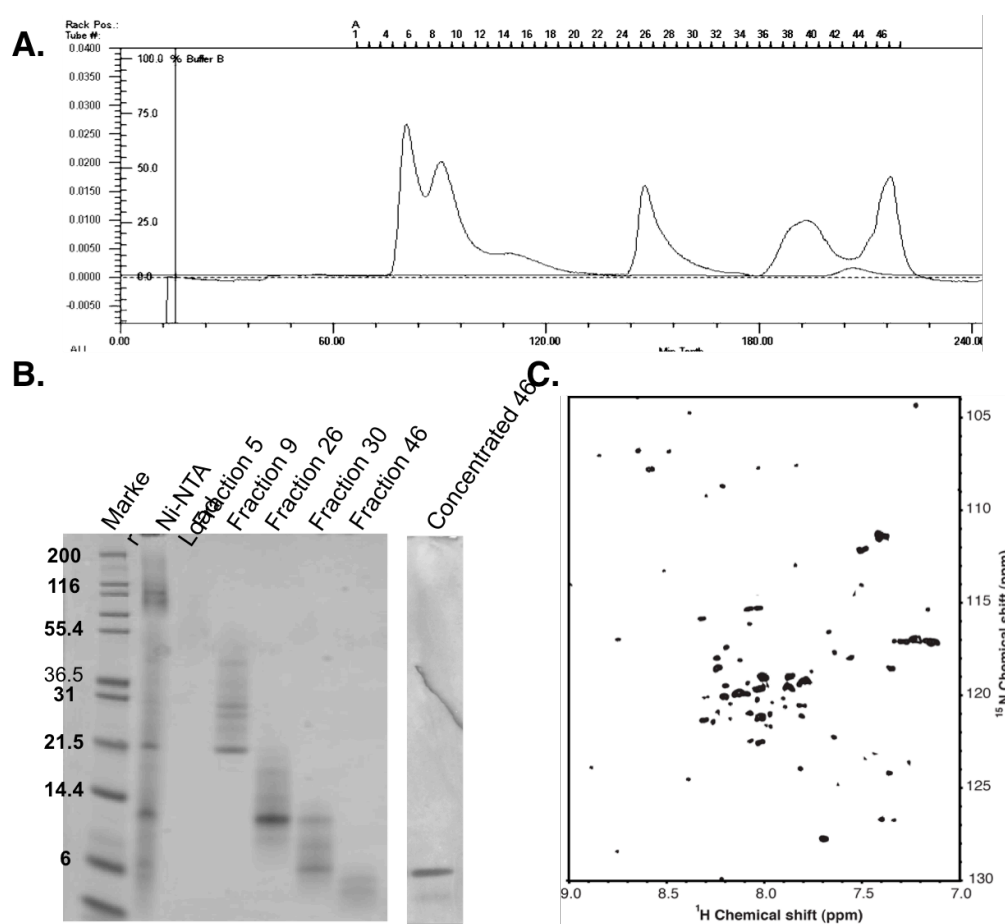 A.
Rack Pos.:
A
Tube #:
1 4 6 8 10 12 14 16 18 20 22 24 26 28 30 32 34 36 38 40 42 44 46
0.0400
0.0350
0.0300
0.0250
0.0200
0.0150
0.0100
0.0050
0.0000
-0.0050
100.0 % Buffer B
75.0
50.0
25.0
0.0
AU
0.00 60.00 120.00 180.00 240.00
Min.Tenth
B.
Marke
r
Ni-NTA
Load
Fraction 5
Fraction 9
Fraction 26
Fraction 30
Fraction 46
Concentrated 46
200
116
55.4
36.5
31
21.5
14.4
6
C.
105
110
115
120
125
130
15N Chemical shift (ppm)
9.0 8.5 8.0 7.5 7.0
1H Chemical shift (ppm)